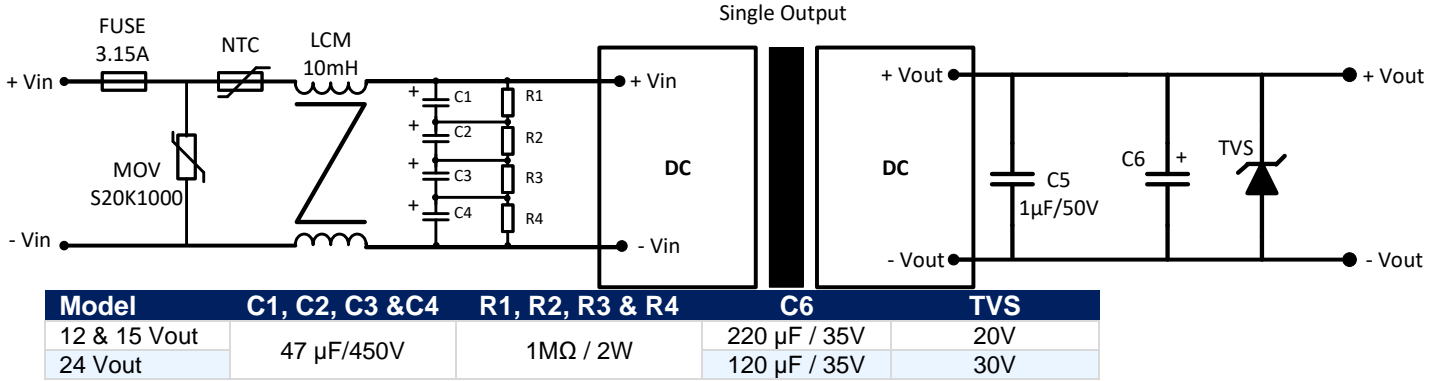 Single Output
FUSE
3.15A
NTC
LCM
10mH
+ Vin
+ C1
R1
+ Vin
+ Vout
+ Vout
+ C2
R2
MOV
S20K1000
+ C3
R3
DC
DC
C5
1µF/50V
C6 +
TVS
+ C4
R4
- Vin
- Vin
- Vout
- Vout
Model C1, C2, C3 &C4 R1, R2, R3 & R4 C6 TVS
12 & 15 Vout 47 µF/450V 1MΩ / 2W 220 µF / 35V 20V
24 Vout 120 µF / 35V 30V